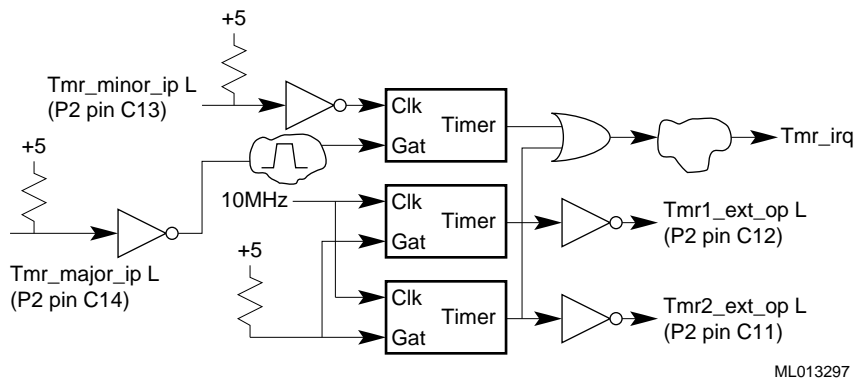 +5
Tmr_minor_ip L
(P2 pin C13)
Clk
Timer
Gat
Tmr_irq
+5
10MHz
Clk
Timer
Gat
Tmr1_ext_op L
(P2 pin C12)
Tmr_major_ip L
(P2 pin C14)
+5
Clk
Timer
Gat
Tmr2_ext_op L
(P2 pin C11)
ML013297